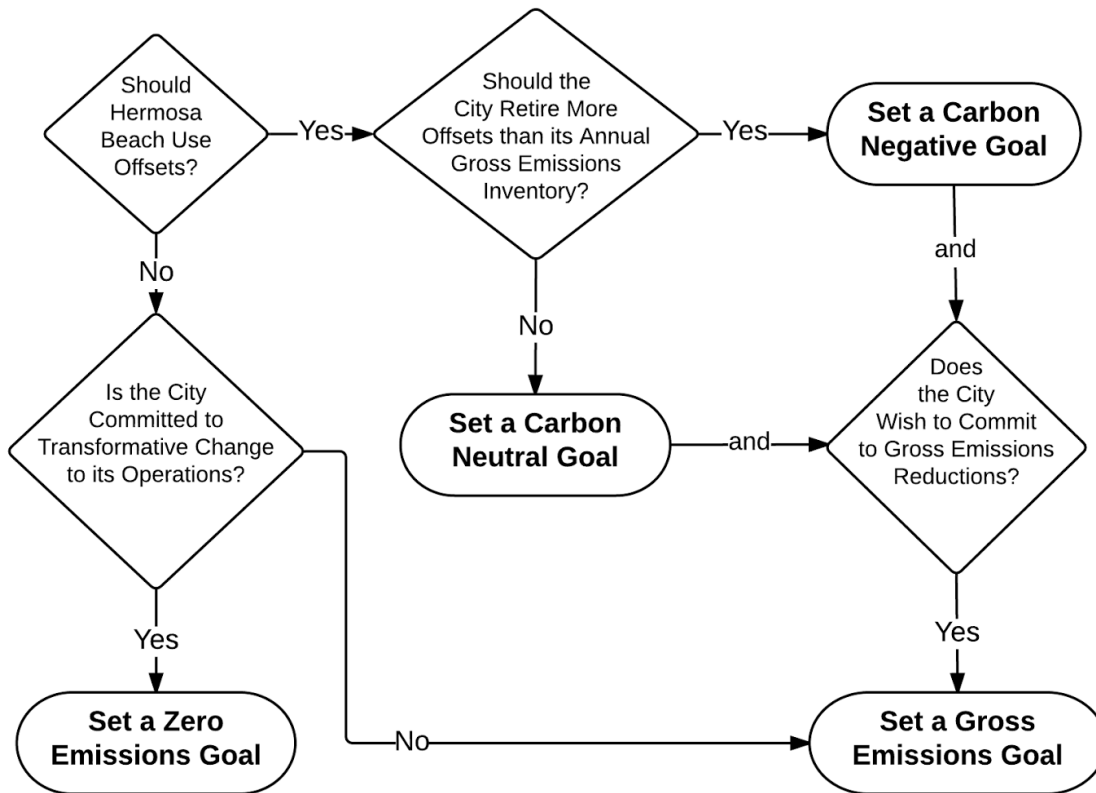 Should
Hermosa
Beach Use
Offsets?
Yes
Should the
City Retire More
Offsets than its Annual
Gross Emissions
Inventory?
Yes
Set a Carbon
Negative Goal
and
No
No
Is the City
Committed to
Transformative Change
to its Operations?
Set a Carbon
Neutral Goal
and
Does
the City
Wish to Commit
to Gross Emissions
Reductions?
Yes
Yes
Set a Zero
Emissions Goal
No
Set a Gross
Emissions Goal